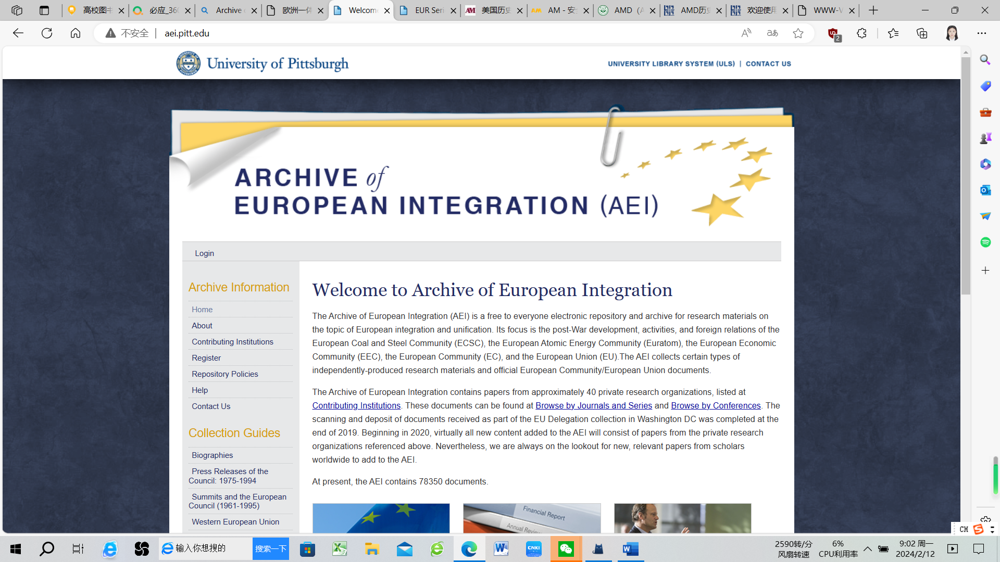 高校图书
必应_360
Archive
欧洲一体
Welcom
EUR Seri
美国历史
AM - 安
AMD（
AMD历史
欢迎使用
WWW-V
不安全
aei.pitt.edu
2
University of Pittsburgh
UNIVERSITY LIBRARY SYSTEM (ULS) | CONTACT US
ARCHIVE of
EUROPEAN INTEGRATION (AEI)
Login
Archive Information
Home
About
Contributing Institutions
Register
Repository Policies
Help
Contact Us
Collection Guides
Biographies
Press Releases of the
Council: 1975-1994
Summits and the European
Council (1961-1995)
Western European Union
Welcome to Archive of European Integration
The Archive of European Integration (AEI) is a free to everyone electronic repository and archive for research materials on
the topic of European integration and unification. Its focus is the post-War development, activities, and foreign relations of the
European Coal and Steel Community (ECSC), the European Atomic Energy Community (Euratom), the European Economic
Community (EEC), the European Community (EC), and the European Union (EU).The AEI collects certain types of
independently-produced research materials and official European Community/European Union documents.
The Archive of European Integration contains papers from approximately 40 private research organizations, listed at
Contributing Institutions. These documents can be found at Browse by Journals and Series and Browse by Conferences. The
scanning and deposit of documents received as part of the EU Delegation collection in Washington DC was completed at the
end of 2019. Beginning in 2020, virtually all new content added to the AEI will consist of papers from the private research
organizations referenced above. Nevertheless, we are always on the lookout for new, relevant papers from scholars
worldwide to add to the AEI.
At present, the AEI contains 78350 documents.
Financial Report
Annual Review
CH
输入你想搜的
搜索一下
CNKI
2590转/分
风扇转速
6%
CPU利用率
9:02 周一
2024/2/12